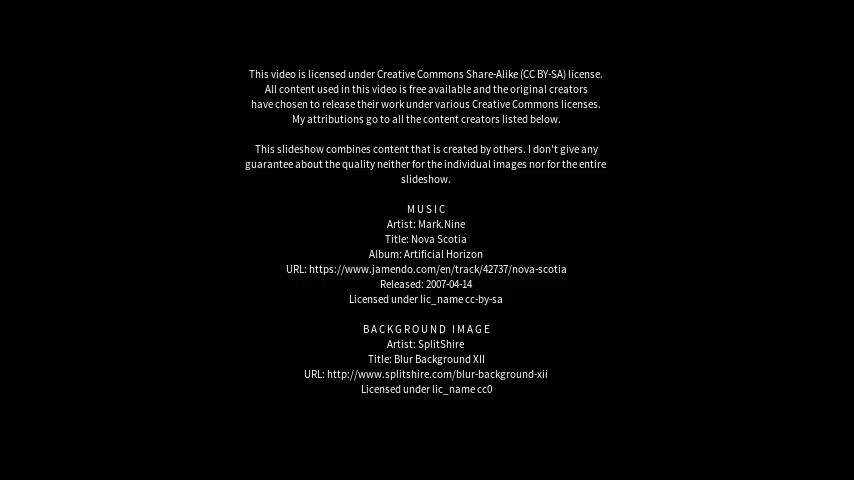 This video is licensed under Creative Commons Share-Alike (CC BY-SA) license.
All content used in this video is free available and the original creators
have chosen to release their work under various Creative Commons licenses.
My attributions go to all the content creators listed below.
This slideshow combines content that is created by others. I don't give any
guarantee about the quality neither for the individual images nor for the entire
slideshow.
MUSIC
Artist: Mark.Nine
Title: Nova Scotia
Album: Artificial Horizon
URL: https://www.jamendo.com/en/track/42737/nova-scotia
Released: 2007-04-14
Licensed under lic_name cc-by-sa
BACKGROUND IMAGE
Artist: SplitShire
Title: Blur Background XII
URL: http://www.splitshire.com/blur-background-xii
Licensed under lic_name cc0